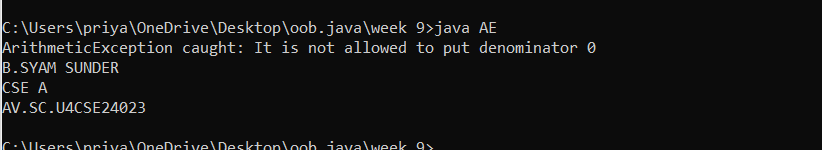 C:\Users\priya\OneDrive\Desktop\oob.java\week 9>java AE
ArithmeticException caught: It is not allowed to put denominator 0
B.SYAM SUNDER
CSE A
AV.SC.U4CSE24023
C:\Users\priya\OneDrive\Desktop\oob.java\week 9>